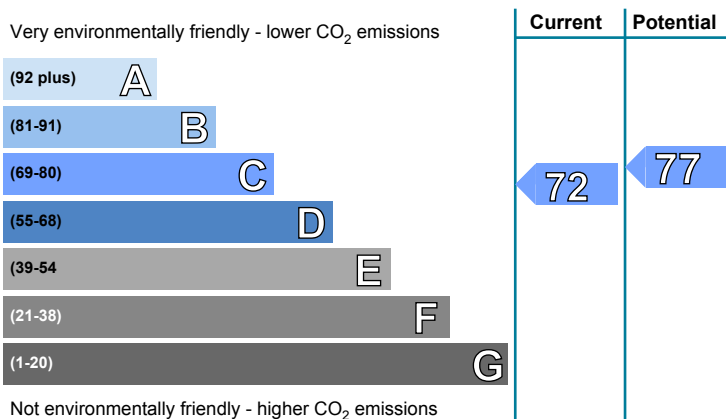 Very environmentally friendly - lower CO2 emissions
Current Potential
(92 plus) A
(81-91) B
(69-80) C
72 77
(55-68) D
(39-54 E
(21-38) F
(1-20) G
Not environmentally friendly - higher CO2 emissions